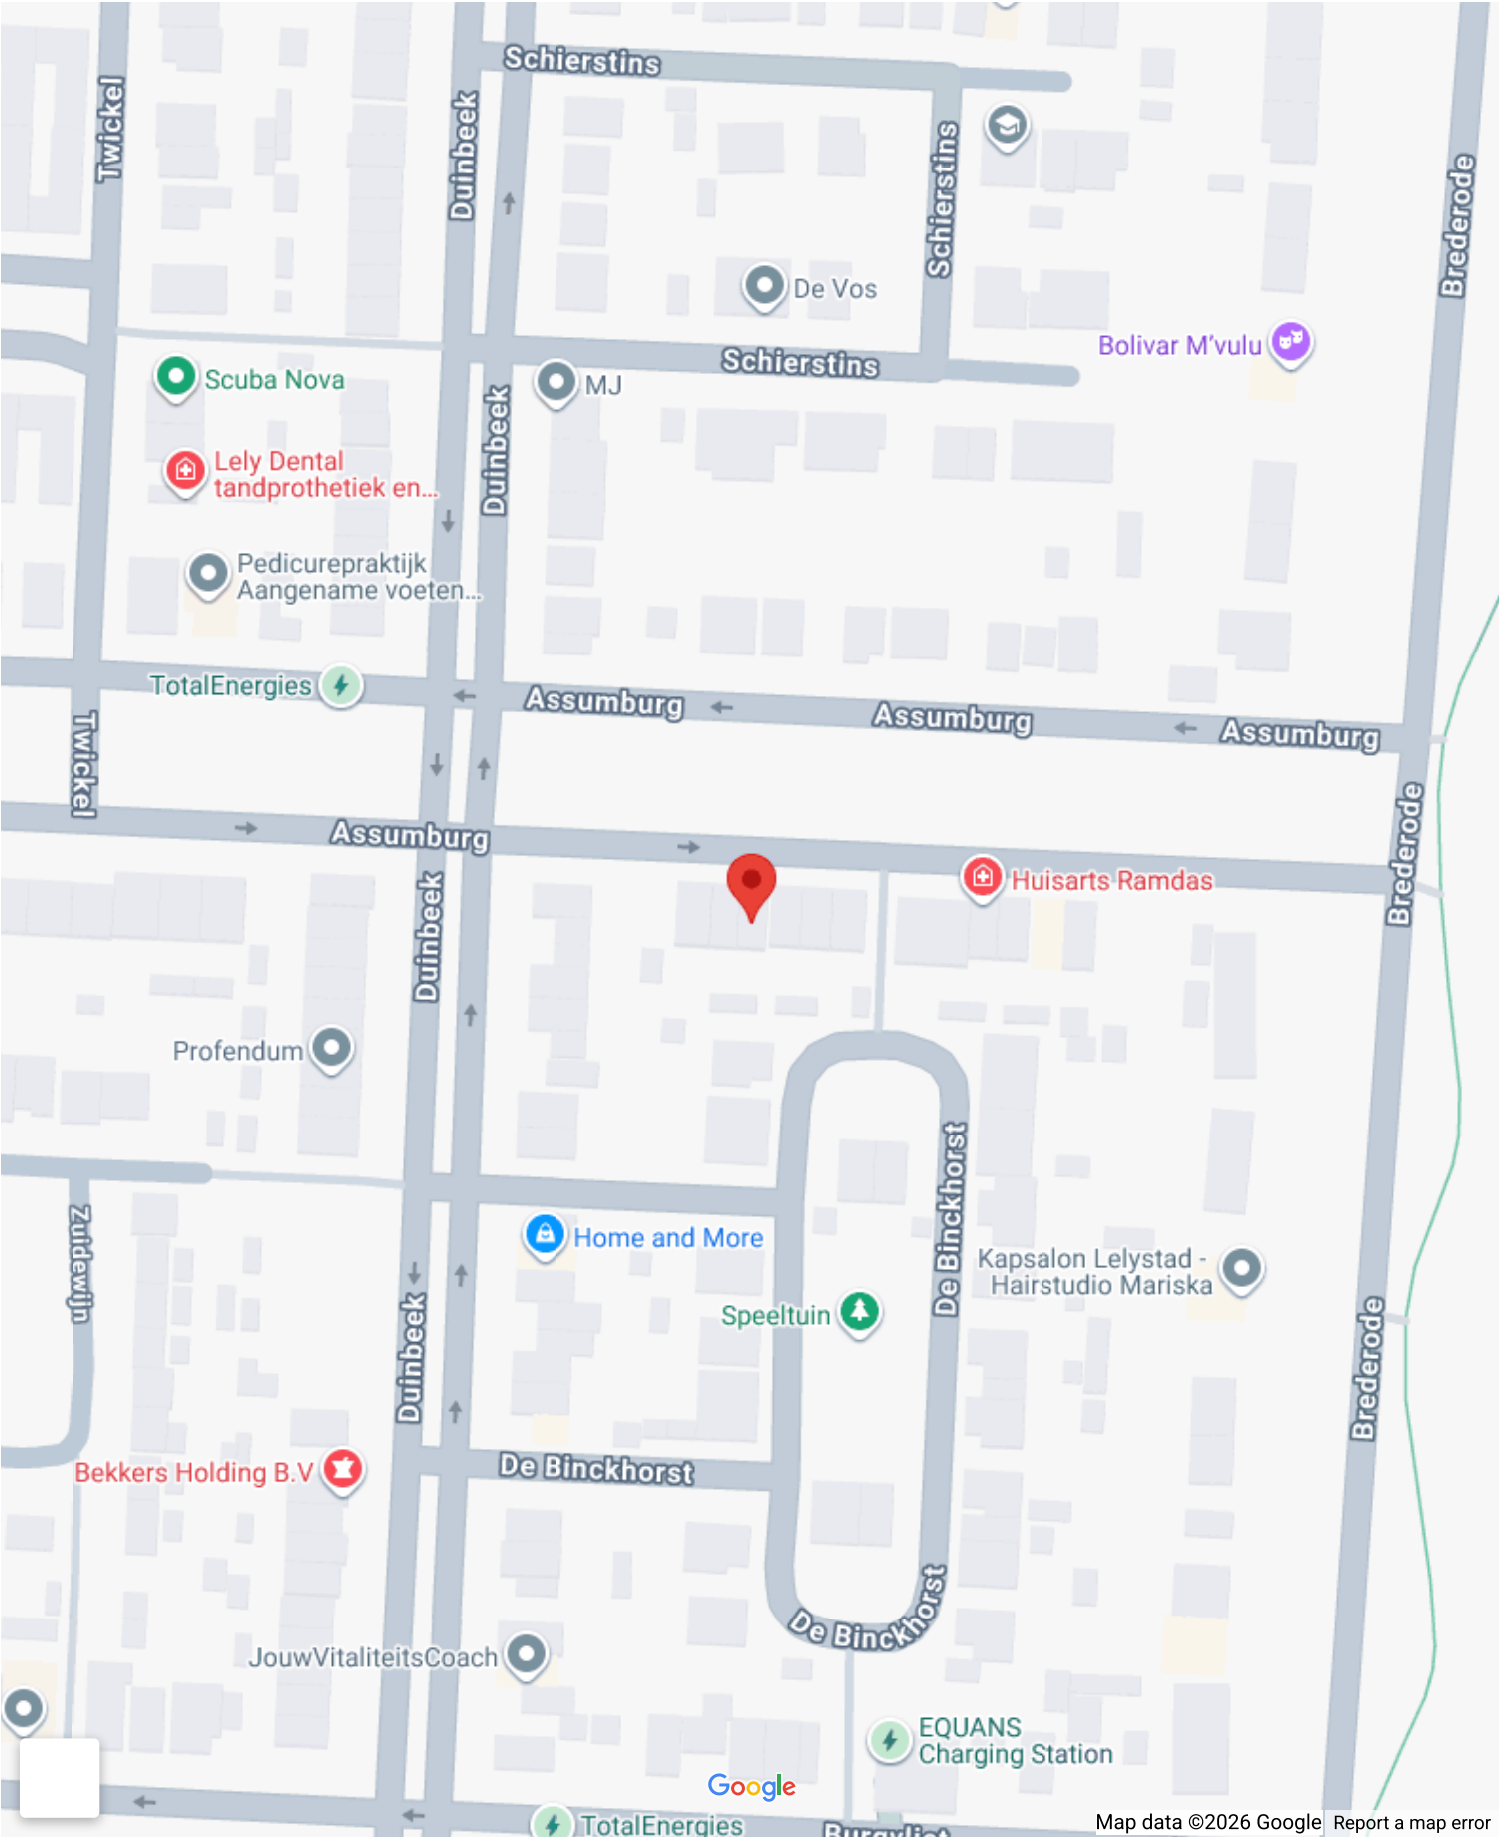 Schierstins
Twickel
Duinbeek
Schierstins
Brederode
De Vos
Bolivar M'vulu
Schierstins
Scuba Nova
MJ
Duinbeek
Lely Dental
tandprothetiek en...
Pedicurepraktijk
Aangename voeten...
TotalEnergies
Assumburg
Assumburg
Assumburg
Twickel
Assumburg
Brederode
Huisarts Ramdas
Duinbeek
Profendum
De Binckhorst
Zuidewijn
Home and More
Kapsalon Lelystad -
Hairstudio Mariska
Speeltuin
Duinbeek
Brederode
Bekkers Holding B.V
De Binckhorst
De Binckhorst
JouwVitaliteitsCoach
EQUANS
Charging Station
Google
TotalEnergies
Burgvliet
Map data ©2026 Google
Report a map error